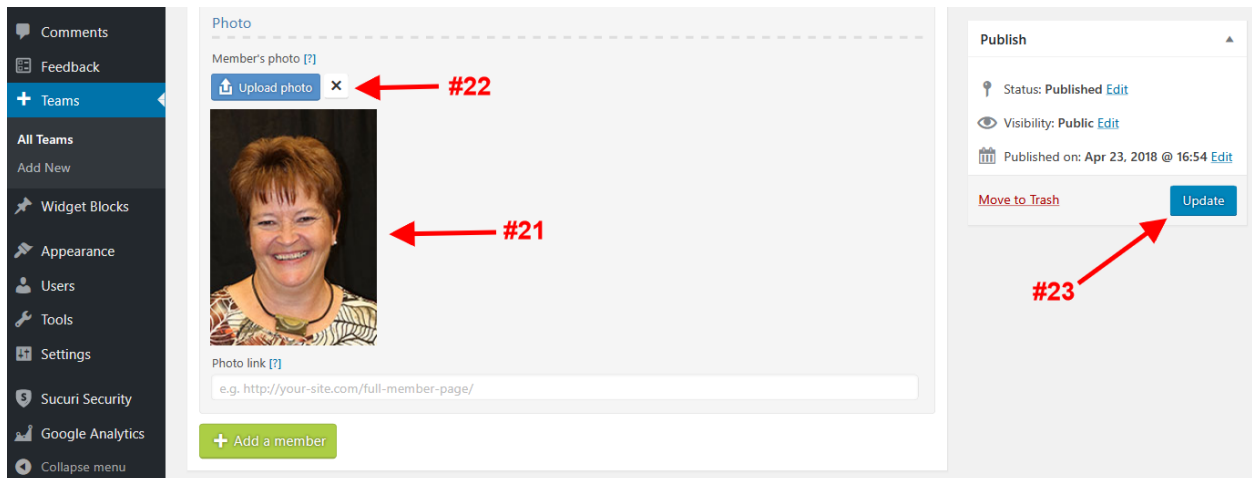 Comments
Feedback
Teams
All Teams
Add New
Widget Blocks
Appearance
Users
Tools
Settings
Sucuri Security
Google Analytics
Collapse menu
Photo
Member's photo [?]
Upload photo
#22
#21
Photo link [?]
e.g. http://your-site.com/full-member-page/
Add a member
Publish
Status: Published Edit
Visibility: Public Edit
Published on: Apr 23, 2018 @ 16:54 Edit
Move to Trash Update
#23